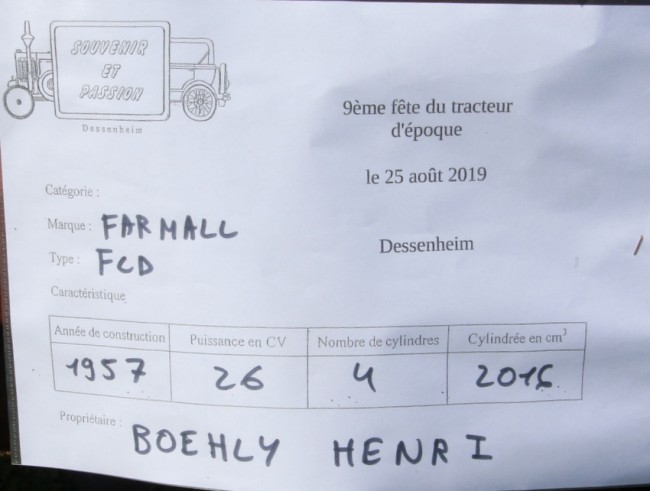 SOUVENIR
ET
PASSION
Dessenheim
9ème fête du tracteur
d'époque
le 25 août 2019
Dessenheim
Catégorie :
Marque : FARMALL
Type : FCD
Caractéristique
Année de construction Puissance en CV Nombre de cylindres Cylindrée en cm³
1957 26 4 2016
Propriétaire : BOEHLY HENRI